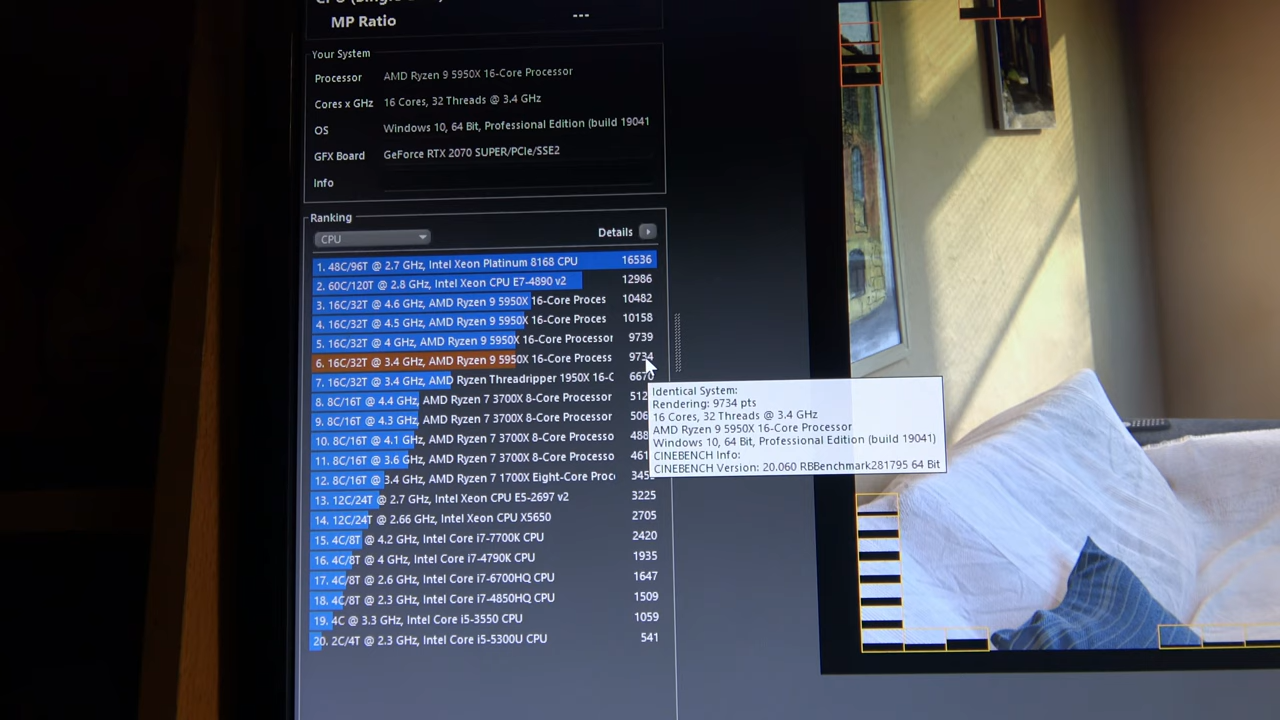 MP Ratio ---
Your System
Processor AMD Ryzen 9 5950X 16-Core Processor
Cores x GHz 16 Cores, 32 Threads @ 3.4 GHz
OS Windows 10, 64 Bit, Professional Edition (build 19041
GFX Board GeForce RTX 2070 SUPER/PCIe/SSE2
Info
Ranking
CPU Details
1. 48C/96T @ 2.7 GHz, Intel Xeon Platinum 8168 CPU 16536
2. 60C/120T @ 2.8 GHz, Intel Xeon CPU E7-4890 v2 12986
3. 16C/32T @ 4.6 GHz, AMD Ryzen 9 5950X 16-Core Proces 10482
4. 16C/32T @ 4.5 GHz, AMD Ryzen 9 5950X 16-Core Proces 10158
5. 16C/32T @ 4 GHz, AMD Ryzen 9 5950X 16-Core Processor 9739
6. 16C/32T @ 3.4 GHz, AMD Ryzen 9 5950X 16-Core Process 9734
7. 16C/32T @ 3.4 GHz, AMD Ryzen Threadripper 1950X 16-C 6670
8. 8C/16T @ 4.4 GHz, AMD Ryzen 7 3700X 8-Core Processor 512
9. 8C/16T @ 4.3 GHz, AMD Ryzen 7 3700X 8-Core Processor 506
10. 8C/16T @ 4.1 GHz, AMD Ryzen 7 3700X 8-Core Processo 488
11. 8C/16T @ 3.6 GHz, AMD Ryzen 7 3700X 8-Core Processo 461
12. 8C/16T @ 3.4 GHz, AMD Ryzen 7 1700X Eight-Core Proc 345
13. 12C/24T @ 2.7 GHz, Intel Xeon CPU E5-2697 v2 3225
14. 12C/24T @ 2.66 GHz, Intel Xeon CPU X5650 2705
15. 4C/8T @ 4.2 GHz, Intel Core i7-7700K CPU 2420
16. 4C/8T @ 4 GHz, Intel Core i7-4790K CPU 1935
17. 4C/8T @ 2.6 GHz, Intel Core i7-6700HQ CPU 1647
18. 4C/8T @ 2.3 GHz, Intel Core i7-4850HQ CPU 1509
19. 4C @ 3.3 GHz, Intel Core i5-3550 CPU 1059
20. 2C/4T @ 2.3 GHz, Intel Core i5-5300U CPU 541
Identical System:
Rendering: 9734 pts
16 Cores, 32 Threads @ 3.4 GHz
AMD Ryzen 9 5950X 16-Core Processor
Windows 10, 64 Bit, Professional Edition (build 19041)
CINEBENCH Info:
CINEBENCH Version: 20.060 RBBenchmark281795 64 Bit